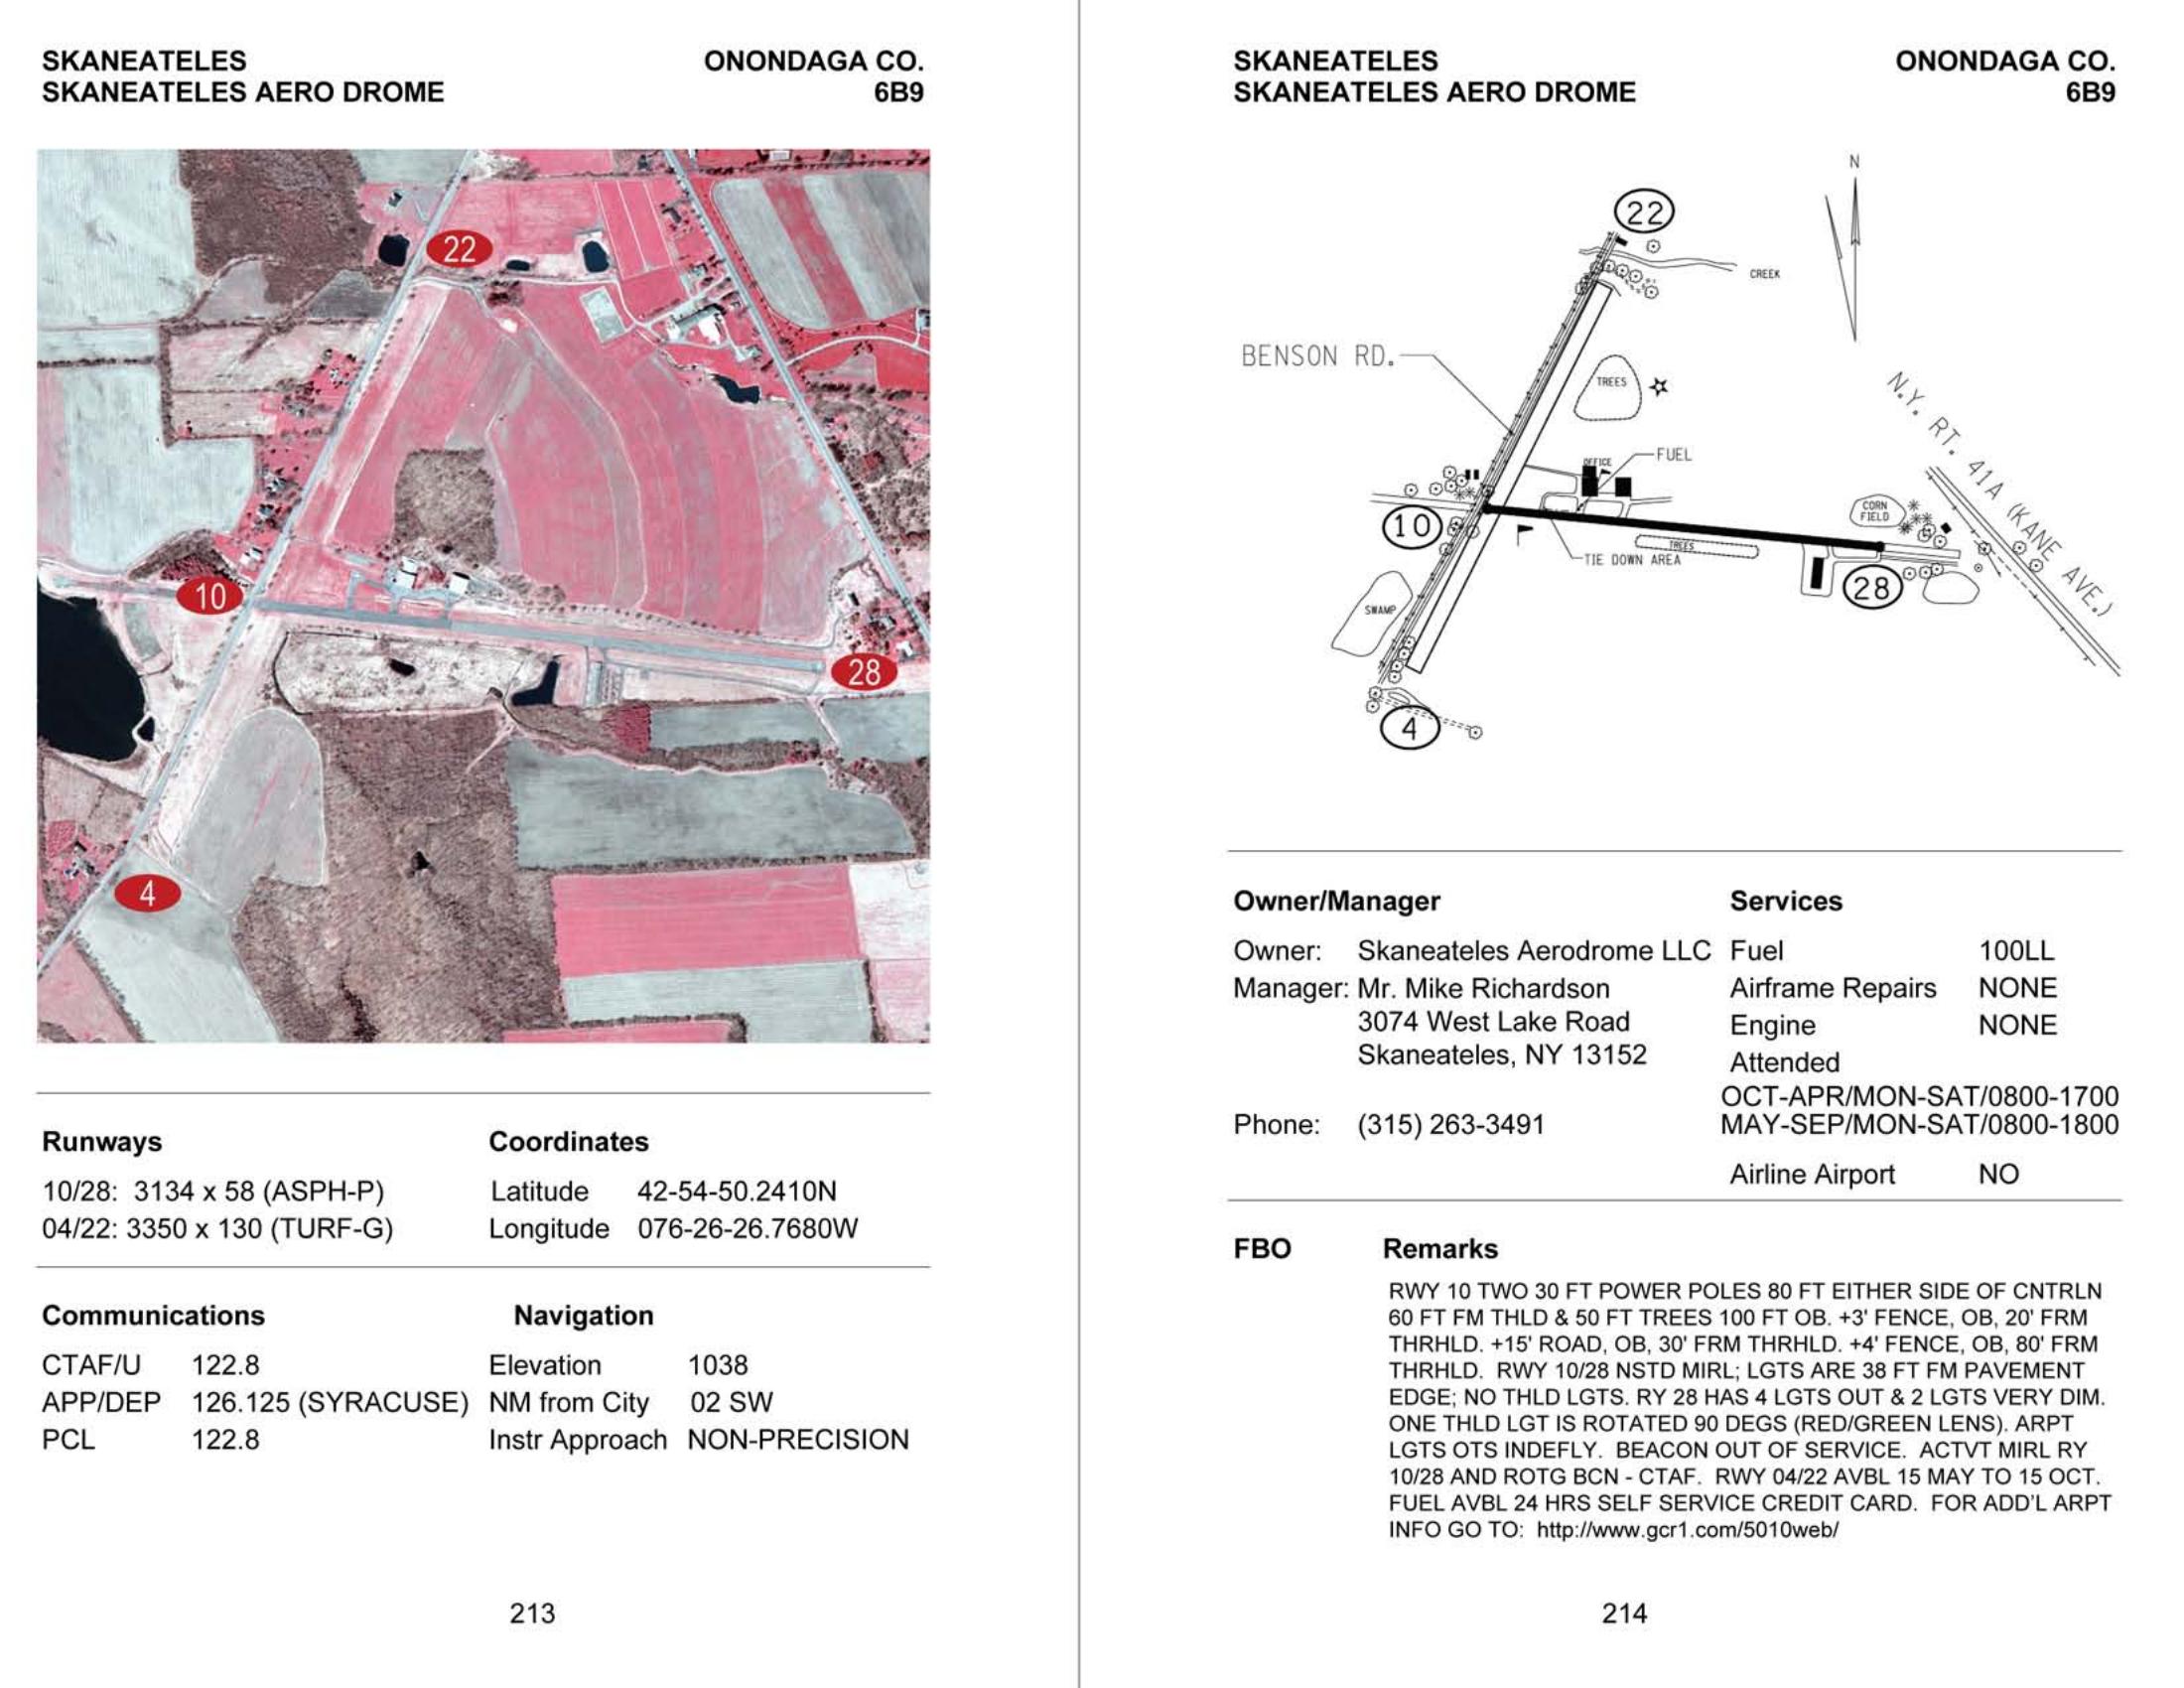 SKANEATELES ONONDAGA CO.
SKANEATELES AERO DROME 6B9
22
10
28
4
Runways Coordinates
10/28: 3134 x 58 (ASPH-P) Latitude 42-54-50.2410N
04/22: 3350 x 130 (TURF-G) Longitude 076-26-26.7680W
Communications Navigation
CTAF/U 122.8 Elevation 1038
APP/DEP 126.125 (SYRACUSE) NM from City 02 SW
PCL 122.8 Instr Approach NON-PRECISION
213
SKANEATELES ONONDAGA CO.
SKANEATELES AERO DROME 6B9
N
22
CREEK
BENSON RD.
TREES
N.Y. RT. 41A (KANE AVE.)
OFFICE
FUEL
10
CORN
FIELD
TREES
TIE DOWN AREA
28
SWAMP
4
Owner/Manager Services
Owner: Skaneateles Aerodrome LLC Fuel 100LL
Manager: Mr. Mike Richardson Airframe Repairs NONE
3074 West Lake Road Engine NONE
Skaneateles, NY 13152 Attended
OCT-APR/MON-SAT/0800-1700
Phone: (315) 263-3491 MAY-SEP/MON-SAT/0800-1800
Airline Airport NO
FBO Remarks
RWY 10 TWO 30 FT POWER POLES 80 FT EITHER SIDE OF CNTRLN
60 FT FM THLD & 50 FT TREES 100 FT OB. +3' FENCE, OB, 20' FRM
THRHLD. +15' ROAD, OB, 30' FRM THRHLD. +4' FENCE, OB, 80' FRM
THRHLD. RWY 10/28 NSTD MIRL; LGTS ARE 38 FT FM PAVEMENT
EDGE; NO THLD LGTS. RY 28 HAS 4 LGTS OUT & 2 LGTS VERY DIM.
ONE THLD LGT IS ROTATED 90 DEGS (RED/GREEN LENS). ARPT
LGTS OTS INDEFLY. BEACON OUT OF SERVICE. ACTVT MIRL RY
10/28 AND ROTG BCN - CTAF. RWY 04/22 AVBL 15 MAY TO 15 OCT.
FUEL AVBL 24 HRS SELF SERVICE CREDIT CARD. FOR ADD'L ARPT
INFO GO TO: http://www.gcr1.com/5010web/
214